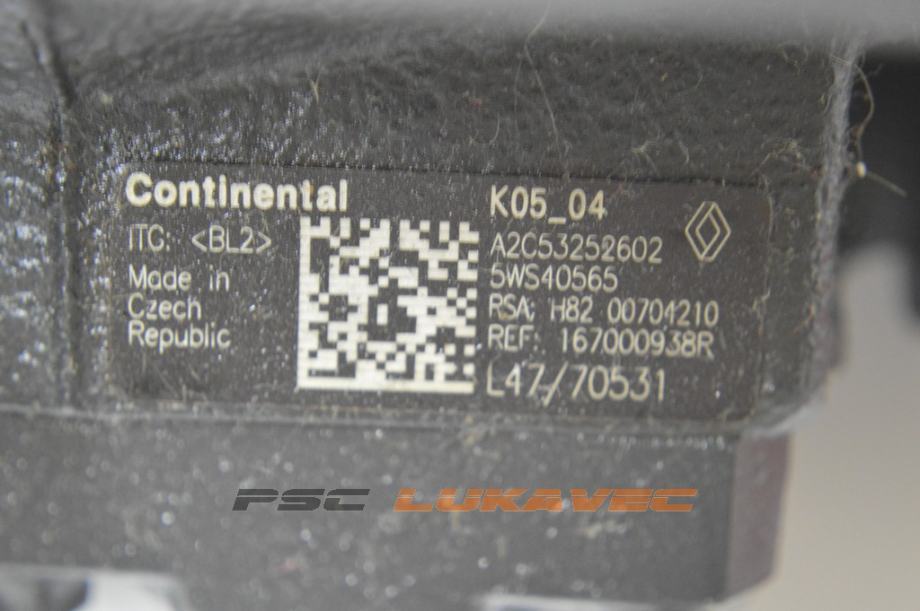 Continental
ITC: <BL2>
Made in
Czech
Republic
K05_04
A2C53252602
5WS40565
RSA: H82 00704210
REF: 167000938R
L47/70531
PSC LUKAVEC